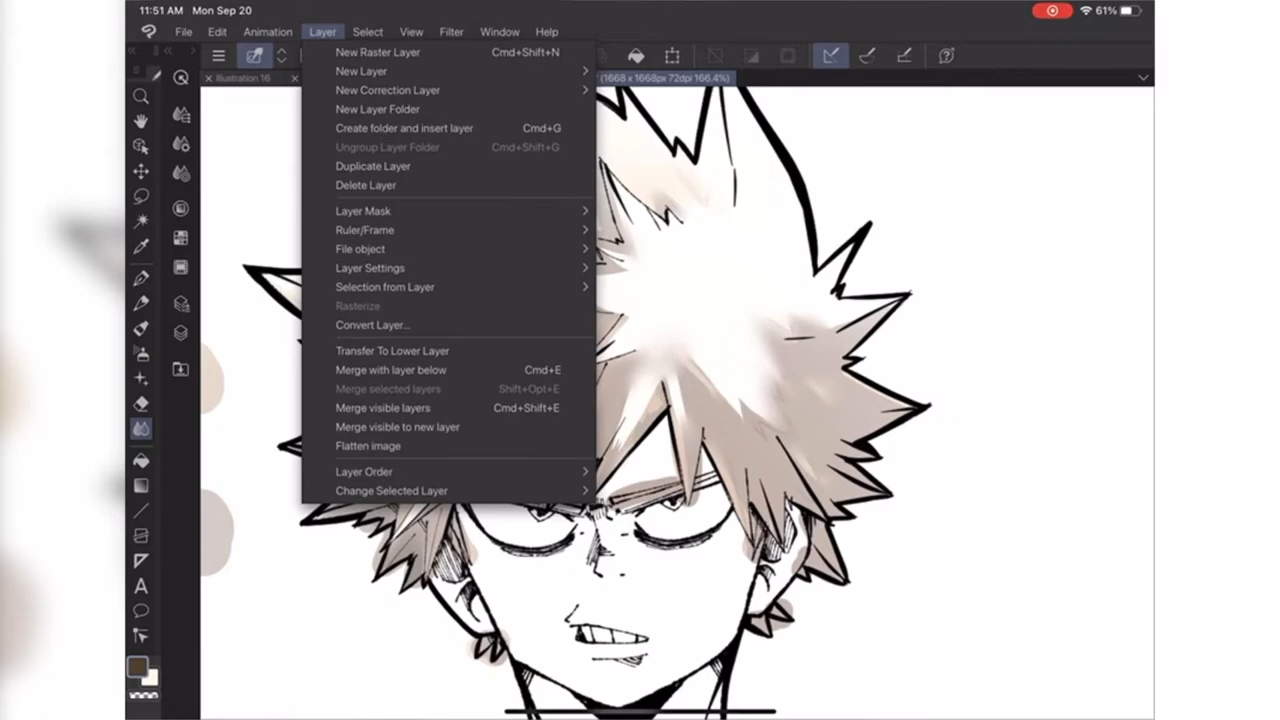 11:51 AM Mon Sep 20
61%
File Edit Animation Layer Select View Filter Window Help
Illustration 16
(1668 x 1668px 72dpi 166.4%)
New Raster Layer Cmd+Shift+N
New Layer
New Correction Layer
New Layer Folder
Create folder and insert layer Cmd+G
Ungroup Layer Folder Cmd+Shift+G
Duplicate Layer
Delete Layer
Layer Mask
Ruler/Frame
File object
Layer Settings
Selection from Layer
Rasterize
Convert Layer...
Transfer To Lower Layer
Merge with layer below Cmd+E
Merge selected layers Shift+Opt+E
Merge visible layers Cmd+Shift+E
Merge visible to new layer
Flatten image
Layer Order
Change Selected Layer